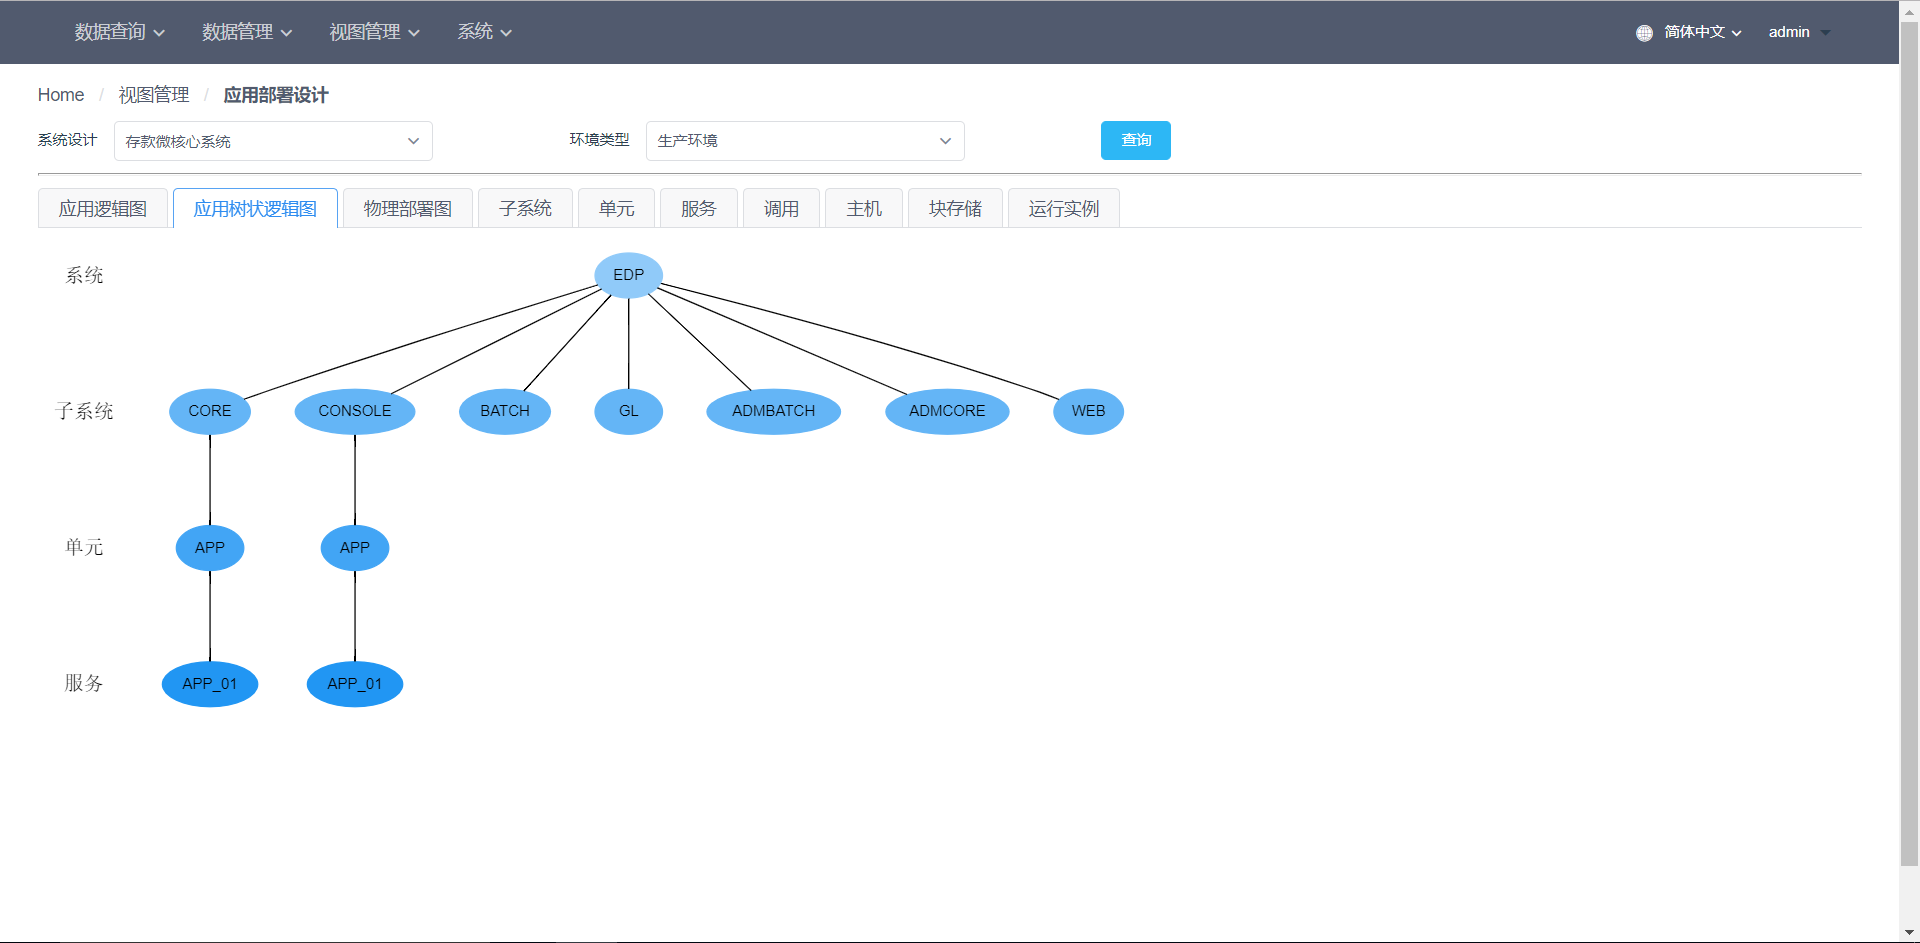 数据查询 数据管理 视图管理 系统 简体中文 admin
Home / 视图管理 / 应用部署设计
系统设计 存款微核心系统 环境类型 生产环境 查询
应用逻辑图 应用树状逻辑图 物理部署图 子系统 单元 服务 调用 主机 块存储 运行实例
系统 EDP
子系统 CORE CONSOLE BATCH GL ADMBATCH ADMCORE WEB
单元 APP APP
服务 APP_01 APP_01